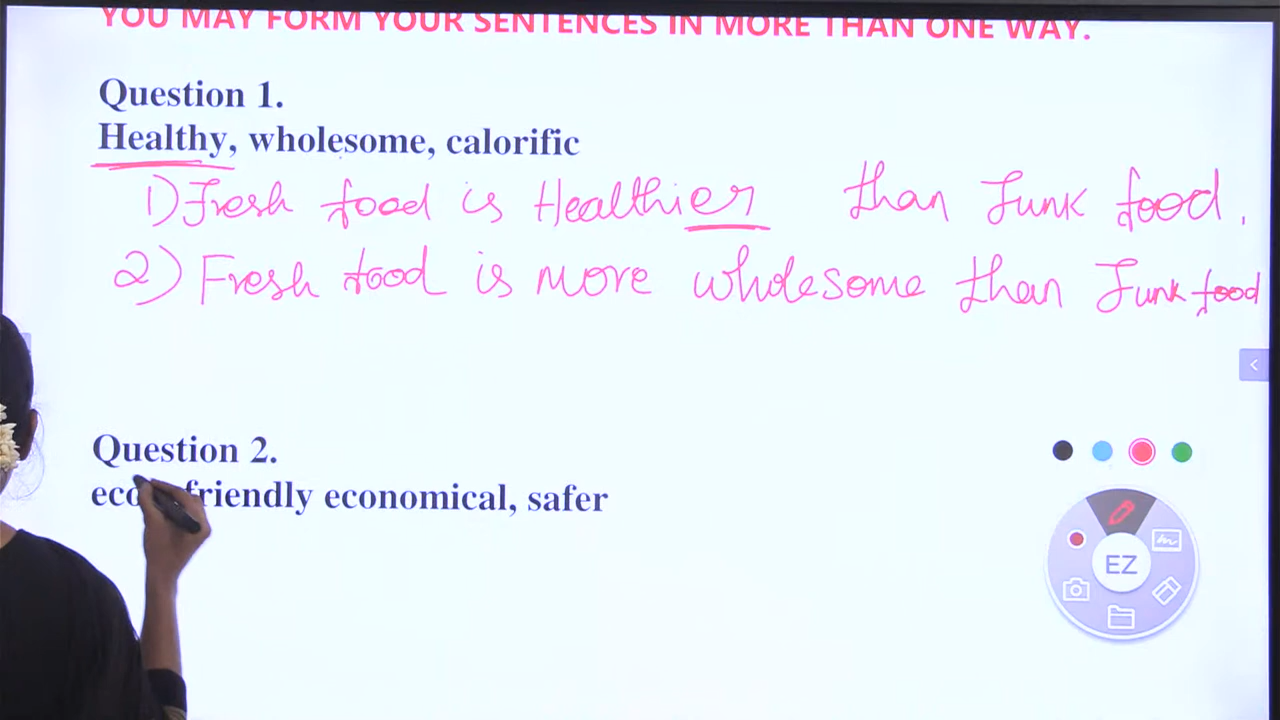 YOU MAY FORM YOUR SENTENCES IN MORE THAN ONE WAY.
Question 1.
Healthy, wholesome, calorific
1) Fresh food is Healthier than Junk food.
2) Fresh food is more wholesome than Junk food
Question 2.
eco friendly economical, safer
EZ